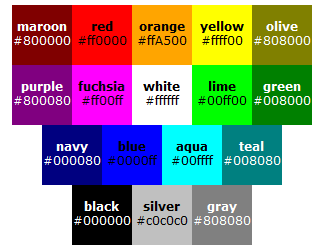 maroon red orange yellow olive
#800000 #ff0000 #ffA500 #ffff00 #808000
purple fuchsia white lime green
#800080 #ff00ff #ffffff #00ff00 #008000
navy blue aqua teal
#000080 #0000ff #00ffff #008080
black silver gray
#000000 #c0c0c0 #808080